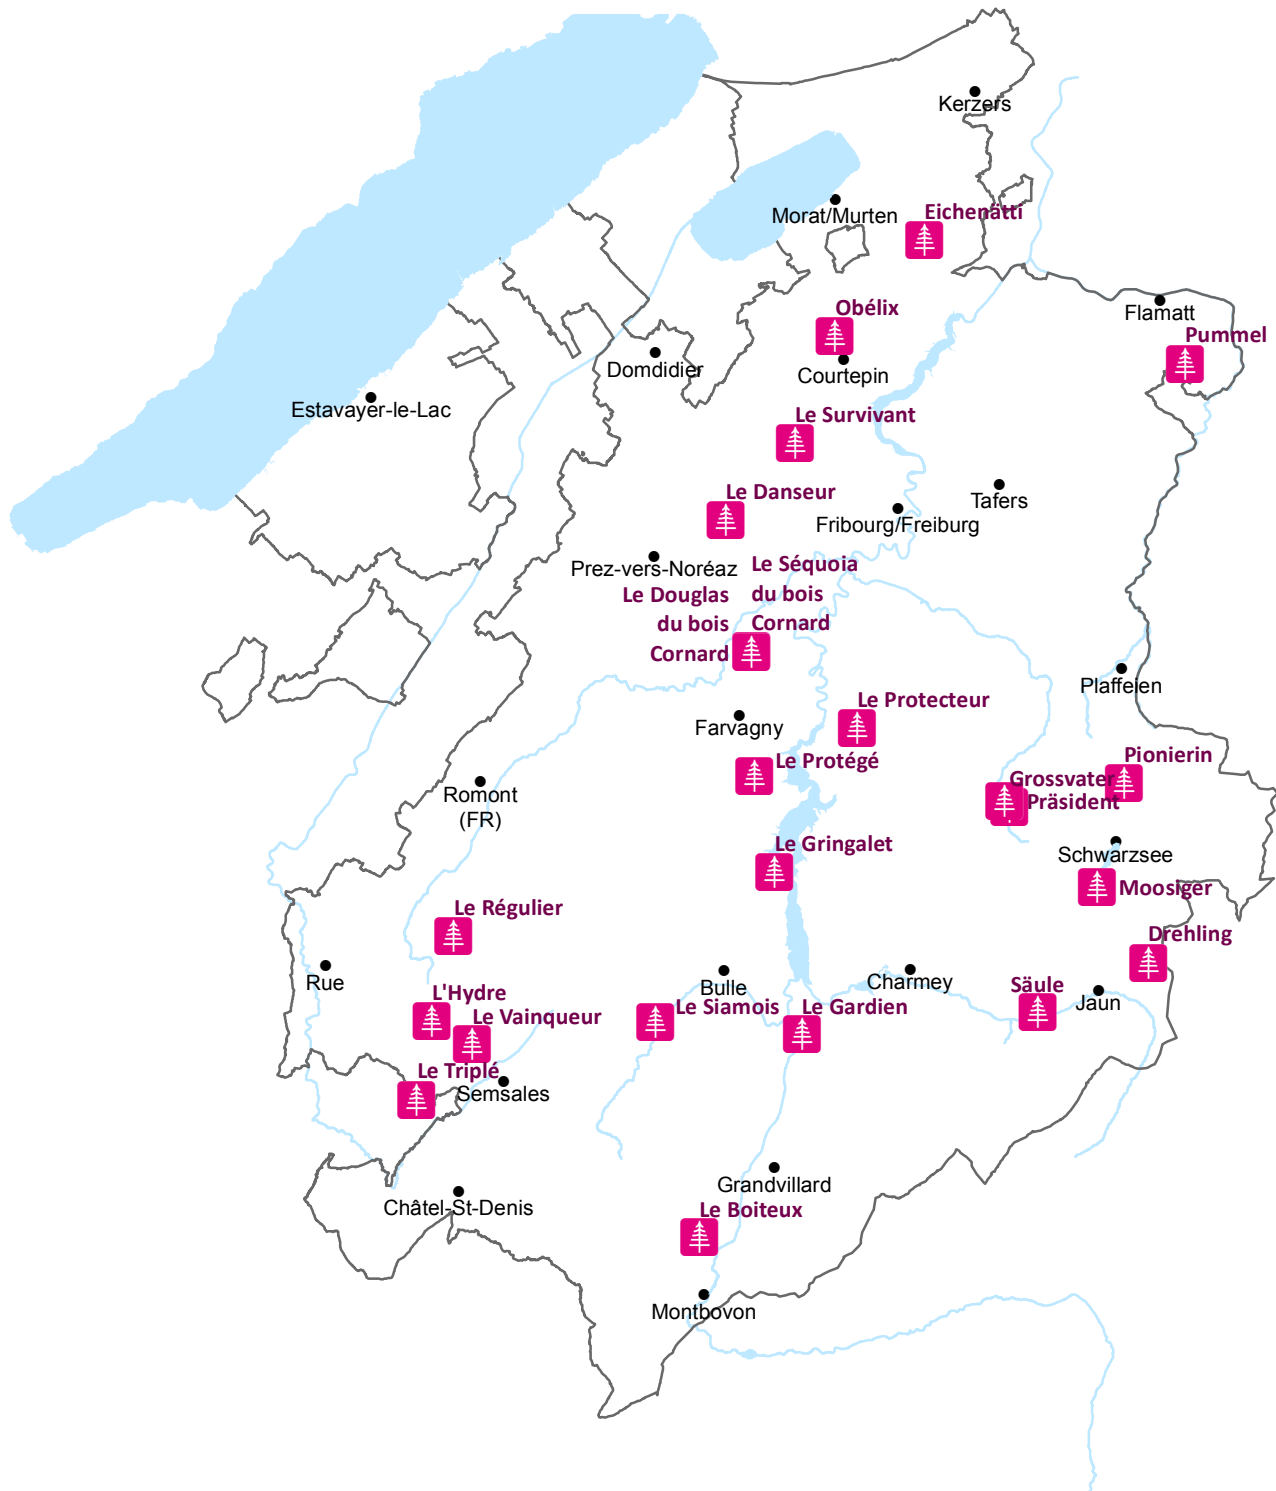 Kerzers
Morat/Murten
Eichenätti
Flamatt
Obélix
Pummel
Domdidier
Courtepin
Estavayer-le-Lac
Le Survivant
Le Danseur
Tafers
Fribourg/Freiburg
Prez-vers-Noréaz
Le Séquoia
du bois
Cornard
Le Douglas
du bois
Cornard
Plaffeien
Le Protecteur
Farvagny
Le Protégé
Pionierin
Grossvater
Präsident
Romont
(FR)
Le Gringalet
Schwarzsee
Moosiger
Le Régulier
Drehling
Rue
Bulle
Charmey
Säule
Jaun
L'Hydre
Le Vainqueur
Le Siamois
Le Gardien
Le Triplé
Semsales
Grandvillard
Châtel-St-Denis
Le Boiteux
Montbovon